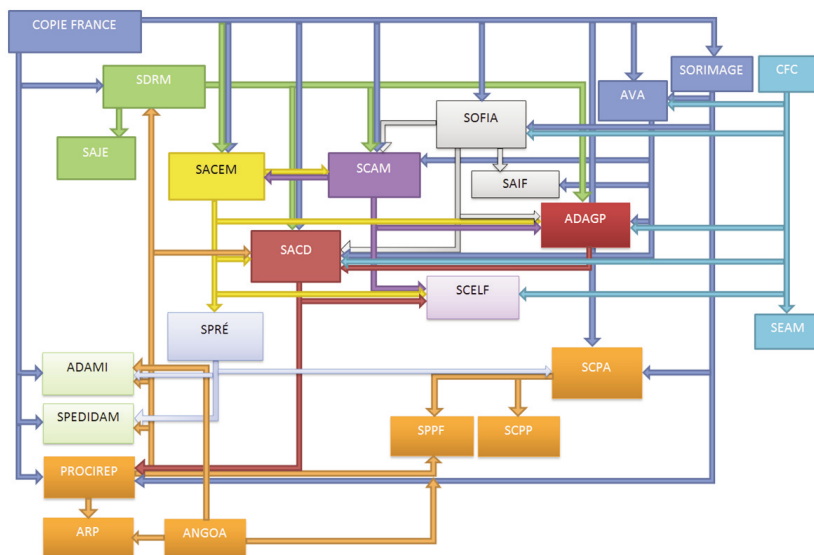 COPIE FRANCE
SDRM
SORIMAGE
CFC
AVA
SOFIA
SAJE
SACEM
SCAM
SAIF
ADAGP
SACD
SCELF
SPRÉ
SEAM
ADAMI
SCPA
SPEDIDAM
SPPF
SCPP
PROCIREP
ARP
ANGOA